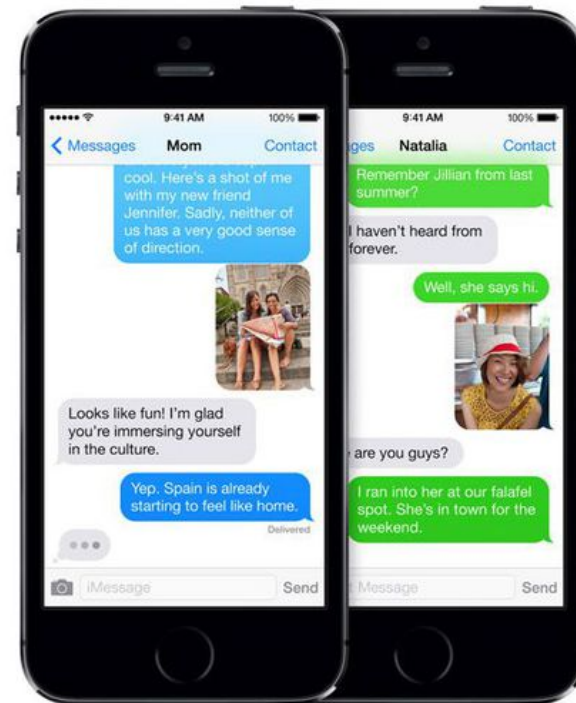 9:41 AM 100%
Messages Mom Contact
cool. Here's a shot of me
with my new friend
Jennifer. Sadly, neither of
us has a very good sense
of direction.
Looks like fun! I'm glad
you're immersing yourself
in the culture.
Yep. Spain is already
starting to feel like home.
Delivered
iMessage Send
9:41 AM 100%
Natalia Contact
Remember Jillian from last
summer?
I haven't heard from
forever.
Well, she says hi.
are you guys?
I ran into her at our falafel
spot. She's in town for the
weekend.
Message Send